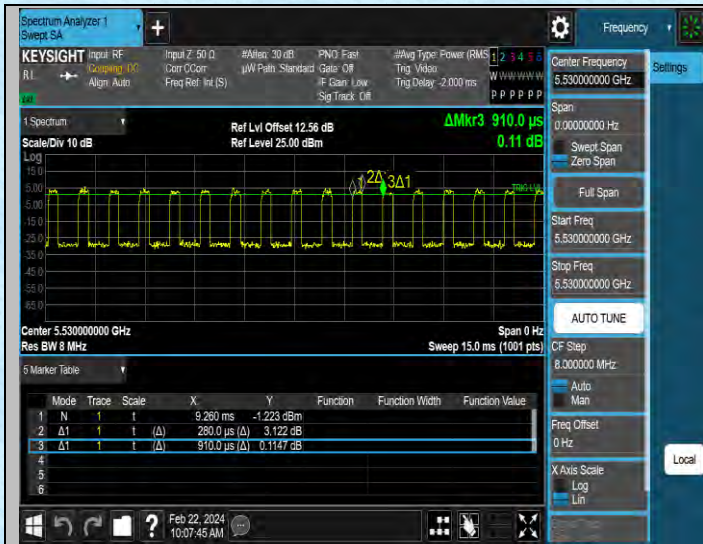 Spectrum Analyzer 1
Swept SA
+
Frequency
KEYSIGHT
Input: RF
Coupling: DC
Align: Auto
Input Z: 50 Ω
Corr CCorr
Freq Ref: Int (S)
#Atten: 30 dB
µW Path: Standard
PNO: Fast
Gate: Off
IF Gain: Low
Sig Track: Off
#Avg Type: Power (RMS
Trig: Video
Trig Delay: -2.000 ms
1 2 3 4 5 6
W W W W W W
P P P P P P
1 Spectrum
Scale/Div 10 dB
Ref Lvl Offset 12.56 dB
Ref Level 25.00 dBm
ΔMkr3 910.0 µs
0.11 dB
Log
15.0
5.00
-5.00
-15.0
-25.0
-35.0
-45.0
-55.0
-65.0
2Δ1
3Δ1
TRIG LVL
Center 5.530000000 GHz
Res BW 8 MHz
Span 0 Hz
Sweep 15.0 ms (1001 pts)
5 Marker Table
Mode Trace Scale X Y Function Function Width Function Value
1 N 1 t 9.260 ms -1.223 dBm
2 Δ1 1 t (Δ) 280.0 µs (Δ) 3.122 dB
3 Δ1 1 t (Δ) 910.0 µs (Δ) 0.1147 dB
4
5
6
?
Feb 22, 2024
10:07:45 AM
Center Frequency
5.530000000 GHz
Span
0.00000000 Hz
Swept Span
Zero Span
Full Span
Start Freq
5.530000000 GHz
Stop Freq
5.530000000 GHz
AUTO TUNE
CF Step
8.000000 MHz
Auto
Man
Freq Offset
0 Hz
X Axis Scale
Log
Lin
Settings
Local